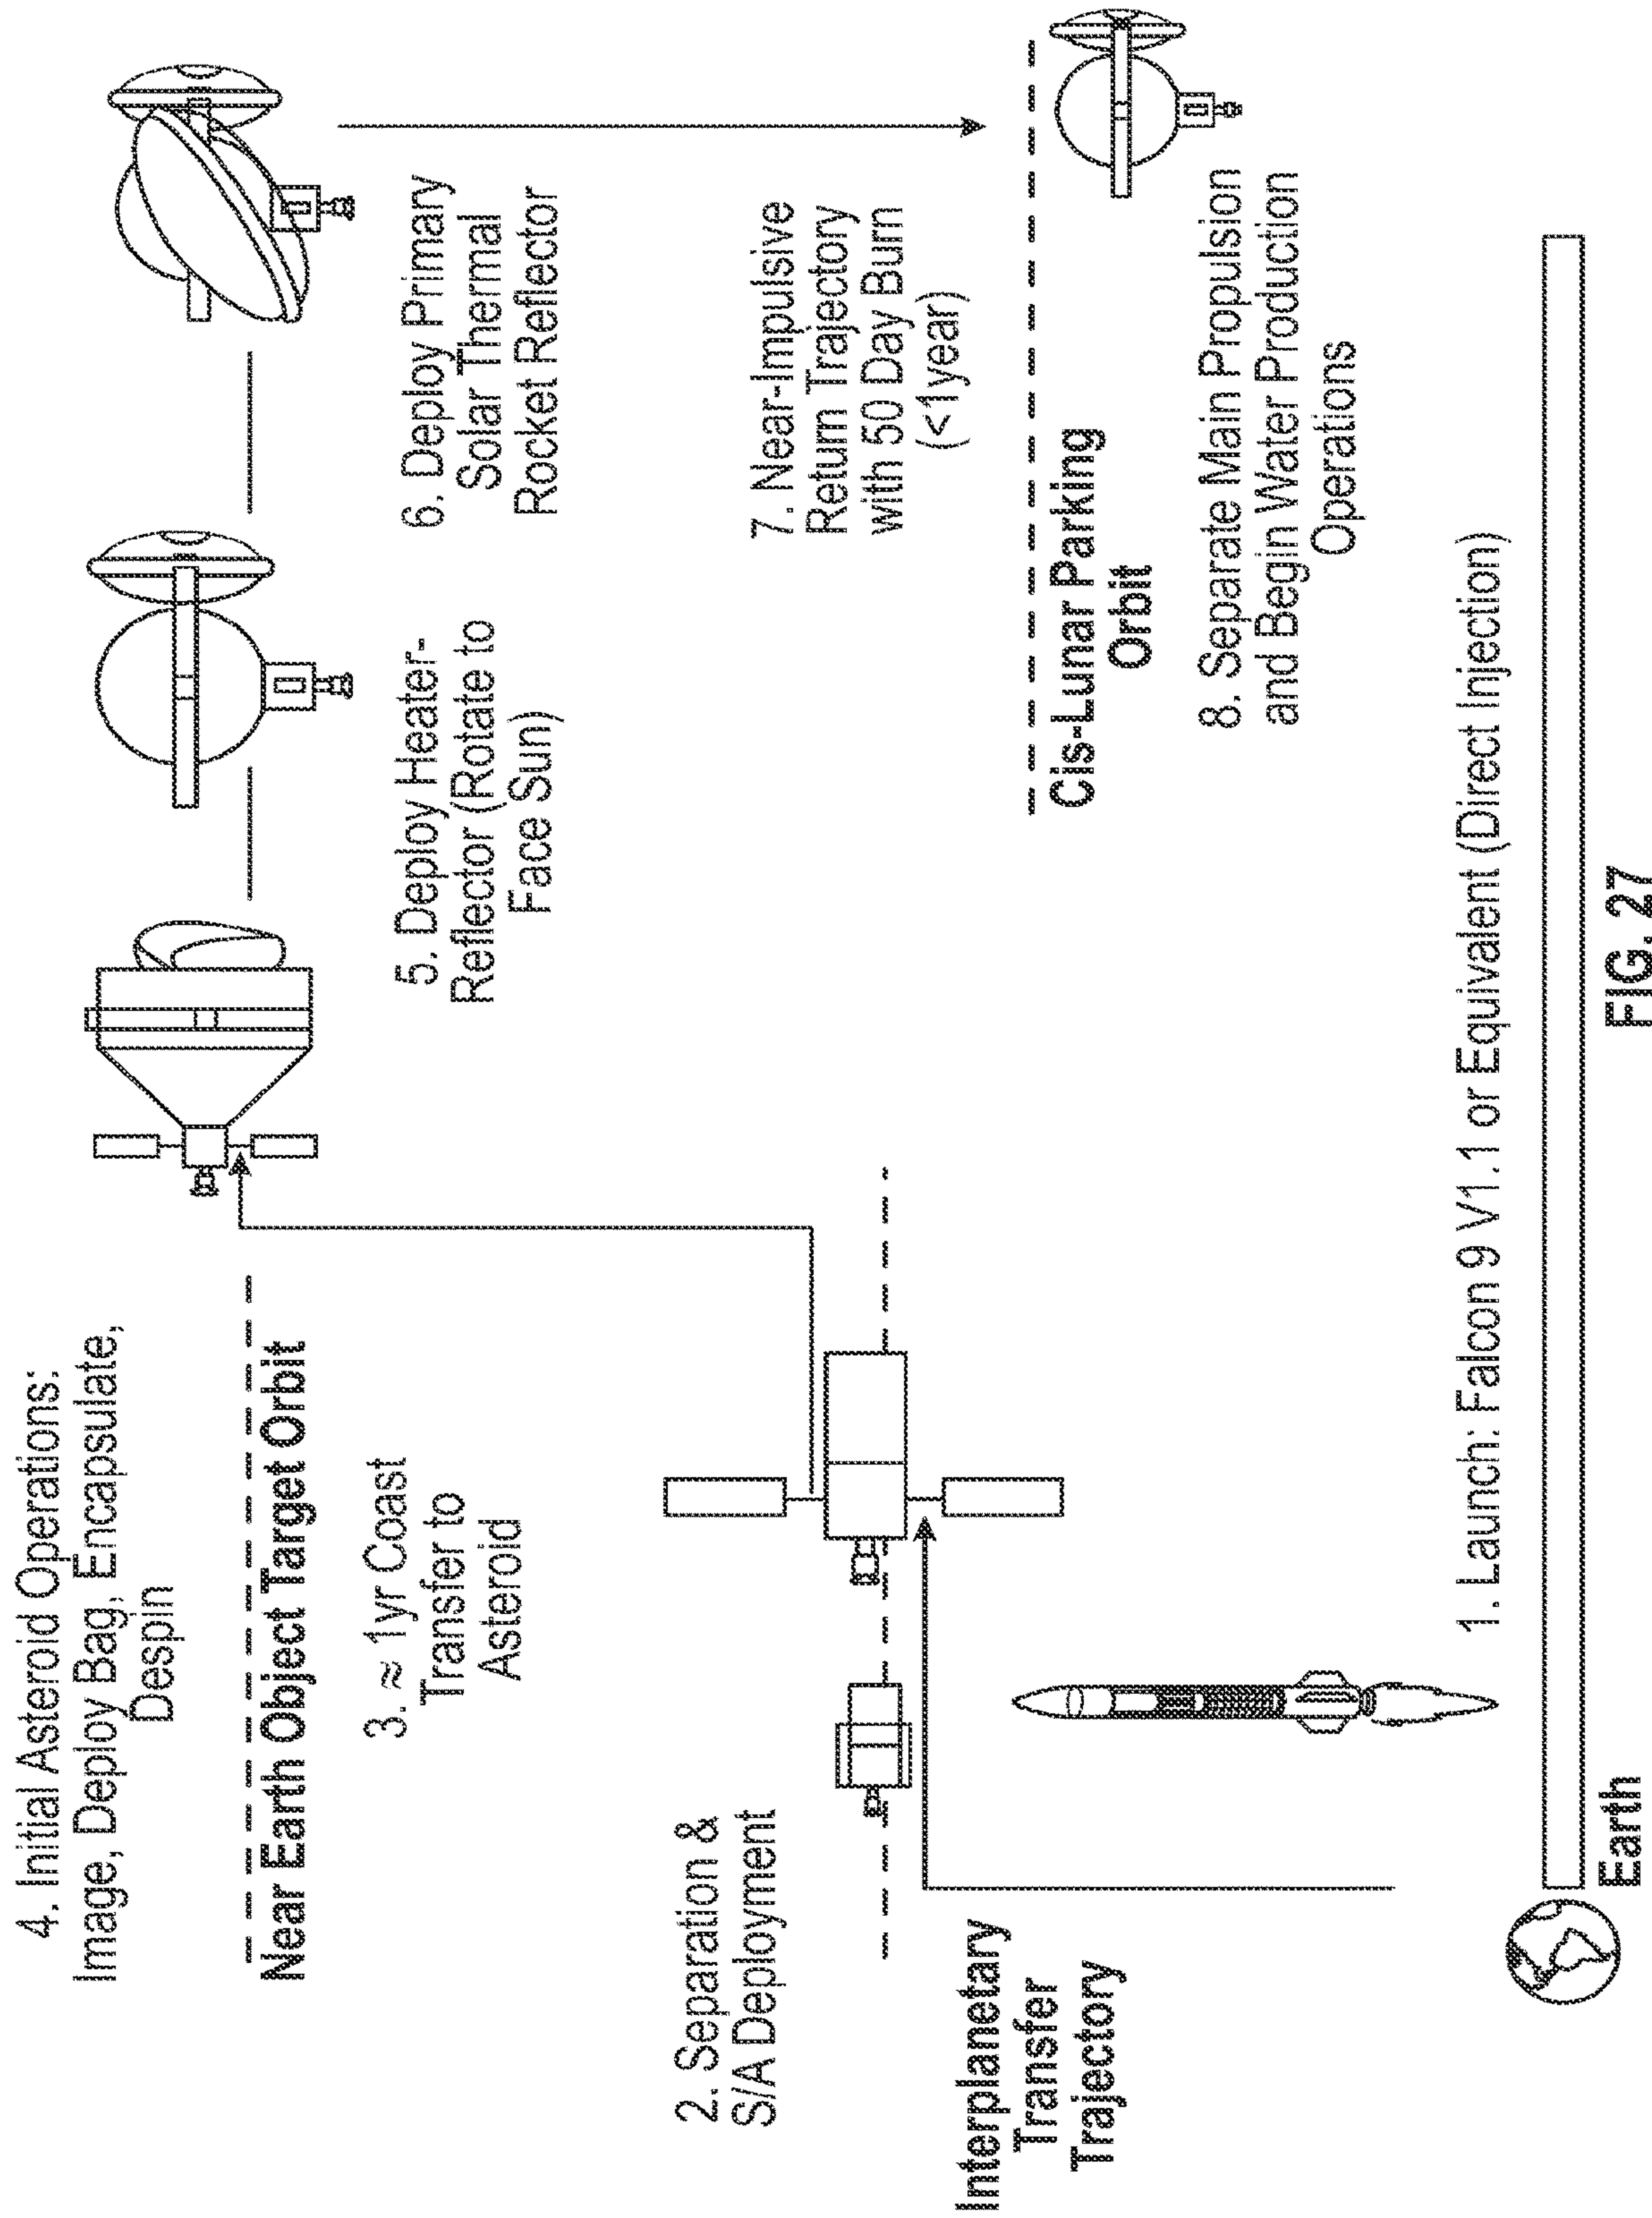 4. Initial Asteroid Operations:
Image, Deploy Bag, Encapsulate,
Despin
Near Earth Object Target Orbit
3. ≈ 1yr Coast
Transfer to
Asteroid
5. Deploy Heater-
Reflector (Rotate to
Face Sun)
6. Deploy Primary
Solar Thermal
Rocket Reflector
2. Separation &
S/A Deployment
7. Near-Impulsive
Return Trajectory
with 50 Day Burn
(<1year)
Interplanetary
Transfer
Trajectory
Cis-Lunar Parking
Orbit
8. Separate Main Propulsion
and Begin Water Production
Operations
1. Launch: Falcon 9 V1.1 or Equivalent (Direct Injection)
Earth
FIG. 27